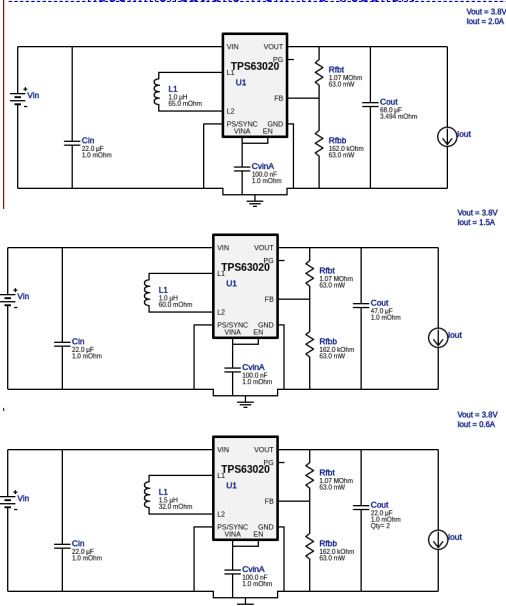 Vout = 3.8V
Iout = 2.0A
VIN VOUT
PG
TPS63020
L1
U1
FB
L2
PS/SYNC GND
VINA EN
Vin
Cin
22.0 µF
1.0 mOhm
L1
1.0 µH
65.0 mOhm
Rfbt
1.07 MOhm
63.0 mW
Rfbb
162.0 kOhm
63.0 mW
Cout
68.0 µF
3.494 mOhm
Iout
CvinA
100.0 nF
1.0 mOhm
Vout = 3.8V
Iout = 1.5A
VIN VOUT
PG
TPS63020
L1
U1
FB
L2
PS/SYNC GND
VINA EN
Vin
Cin
22.0 µF
1.0 mOhm
L1
1.0 µH
60.0 mOhm
Rfbt
1.07 MOhm
63.0 mW
Rfbb
162.0 kOhm
63.0 mW
Cout
47.0 µF
1.0 mOhm
Iout
CvinA
100.0 nF
1.0 mOhm
Vout = 3.8V
Iout = 0.6A
VIN VOUT
PG
TPS63020
L1
U1
FB
L2
PS/SYNC GND
VINA EN
Vin
Cin
22.0 µF
1.0 mOhm
L1
1.5 µH
32.0 mOhm
Rfbt
1.07 MOhm
63.0 mW
Rfbb
162.0 kOhm
63.0 mW
Cout
22.0 µF
1.0 mOhm
Qty= 2
Iout
CvinA
100.0 nF
1.0 mOhm